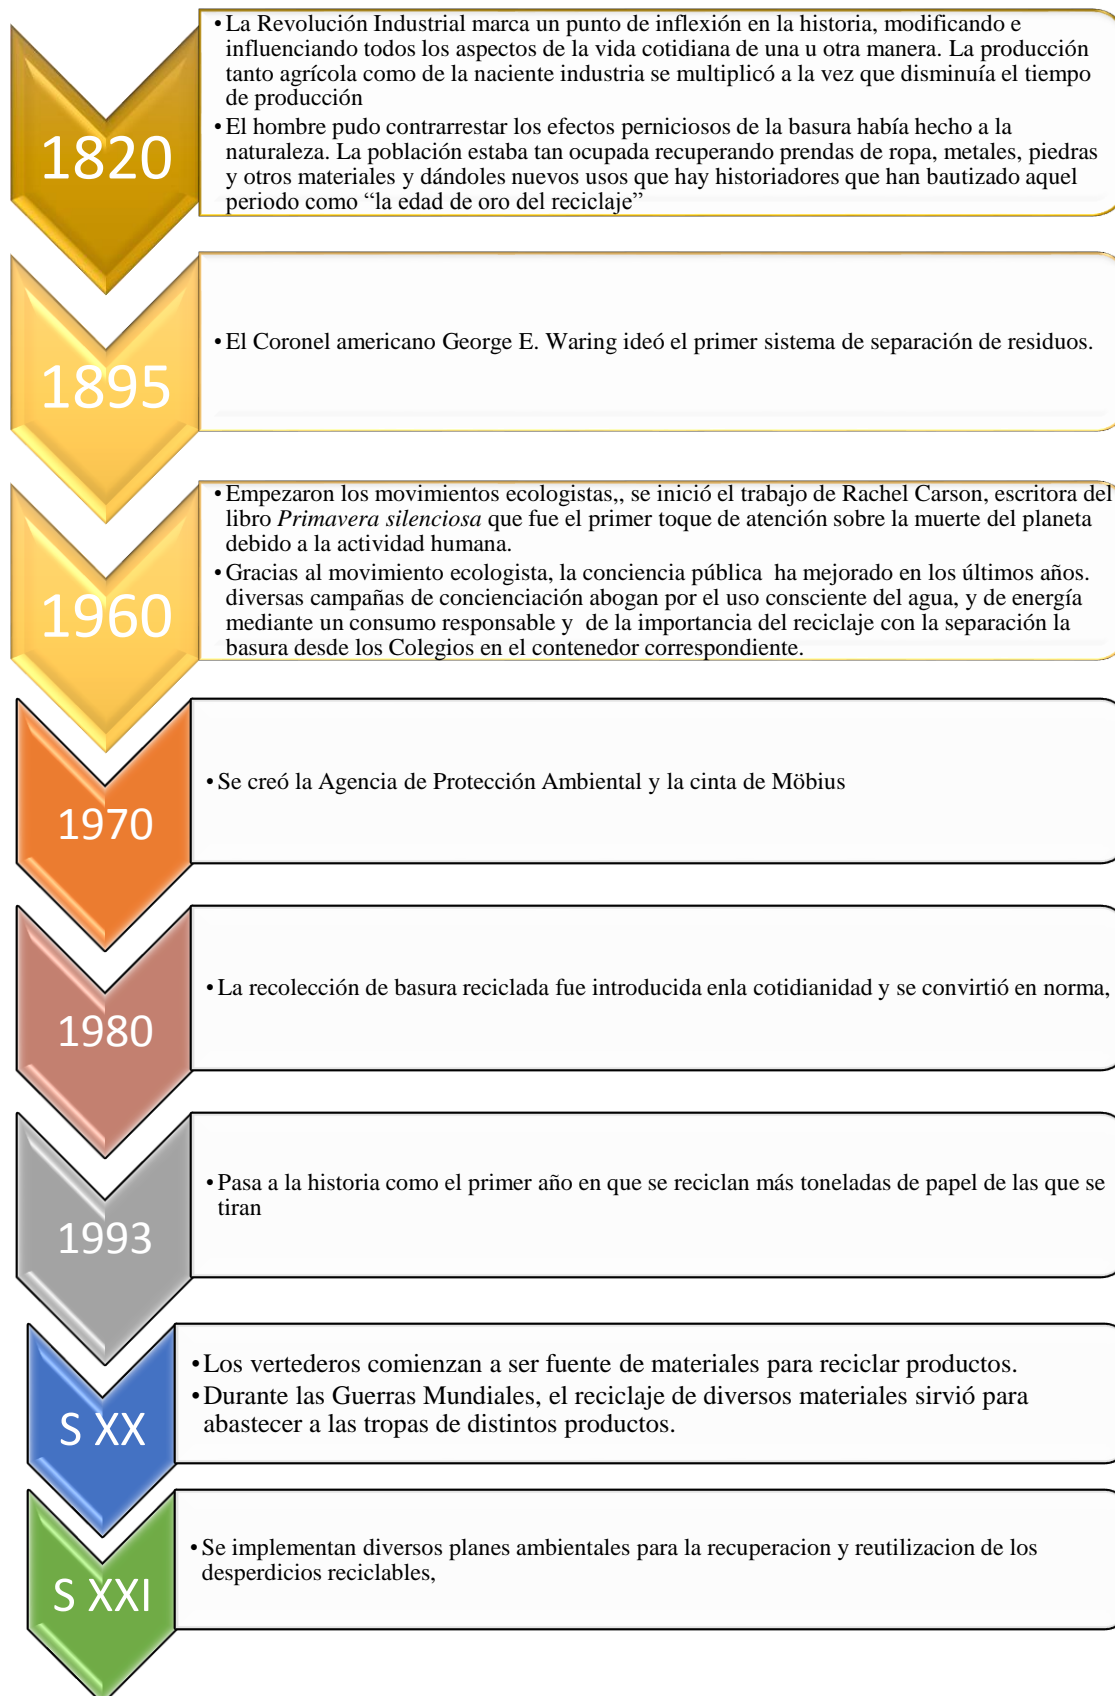 1820
• La Revolución Industrial marca un punto de inflexión en la historia, modificando e
influenciando todos los aspectos de la vida cotidiana de una u otra manera. La producción
tanto agrícola como de la naciente industria se multiplicó a la vez que disminuía el tiempo
de producción
• El hombre pudo contrarrestar los efectos perniciosos de la basura había hecho a la
naturaleza. La población estaba tan ocupada recuperando prendas de ropa, metales, piedras
y otros materiales y dándoles nuevos usos que hay historiadores que han bautizado aquel
periodo como “la edad de oro del reciclaje”
1895
• El Coronel americano George E. Waring ideó el primer sistema de separación de residuos.
1960
• Empezaron los movimientos ecologistas,, se inició el trabajo de Rachel Carson, escritora del
libro Primavera silenciosa que fue el primer toque de atención sobre la muerte del planeta
debido a la actividad humana.
• Gracias al movimiento ecologista, la conciencia pública ha mejorado en los últimos años.
diversas campañas de concienciación abogan por el uso consciente del agua, y de energía
mediante un consumo responsable y de la importancia del reciclaje con la separación la
basura desde los Colegios en el contenedor correspondiente.
1970
• Se creó la Agencia de Protección Ambiental y la cinta de Möbius
1980
• La recolección de basura reciclada fue introducida enla cotidianidad y se convirtió en norma,
1993
• Pasa a la historia como el primer año en que se reciclan más toneladas de papel de las que se
tiran
S XX
• Los vertederos comienzan a ser fuente de materiales para reciclar productos.
• Durante las Guerras Mundiales, el reciclaje de diversos materiales sirvió para
abastecer a las tropas de distintos productos.
S XXI
• Se implementan diversos planes ambientales para la recuperacion y reutilizacion de los
desperdicios reciclables,